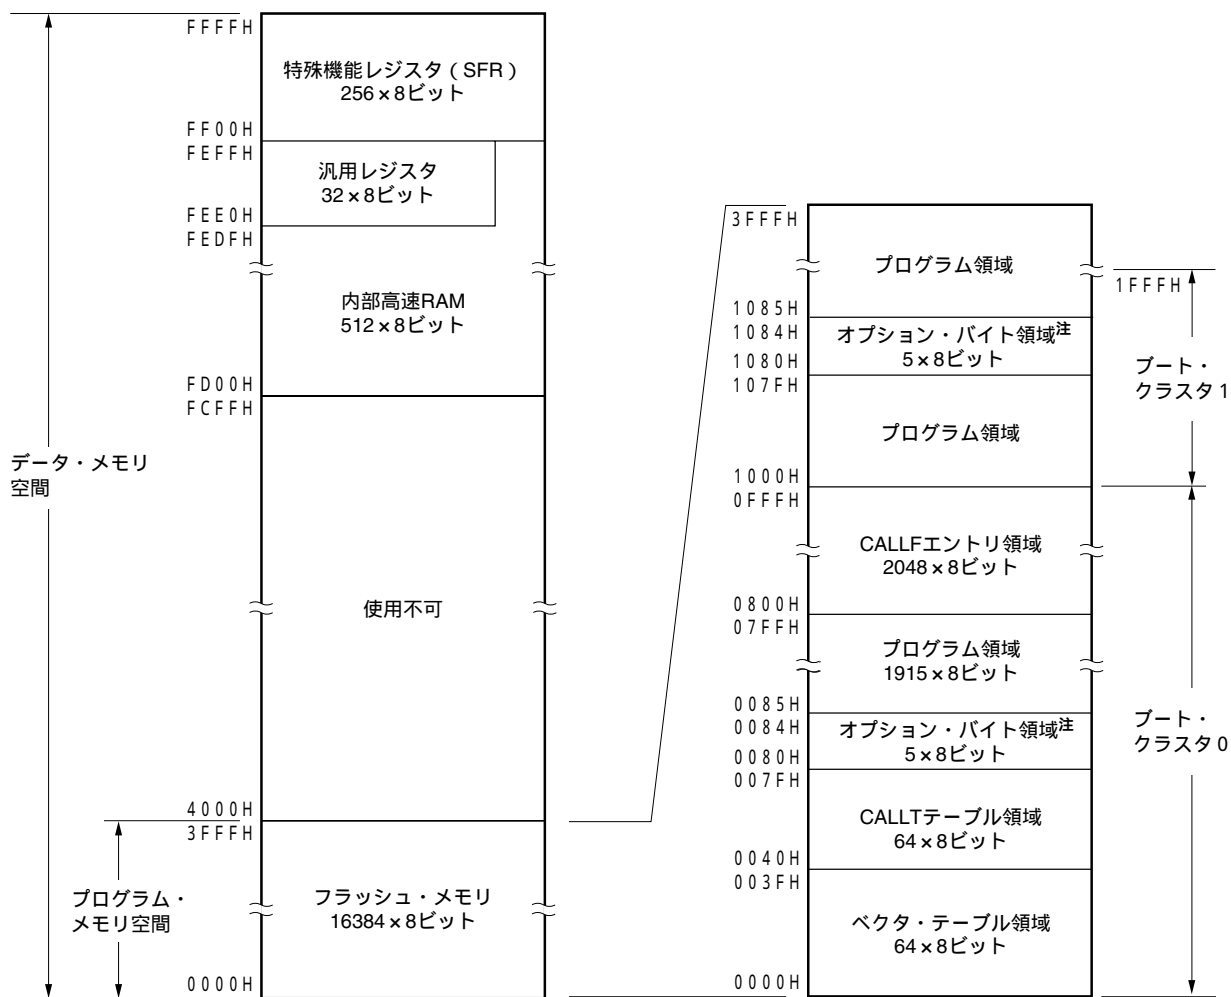 FFFFH
特殊機能レジスタ（SFR）
256×8ビット
FF00H
FEFFH
汎用レジスタ
32×8ビット
FEE0H
FEDFH
内部高速RAM
512×8ビット
FD00H
FCFFH
データ・メモリ
空間
使用不可
4000H
3FFFH
プログラム・
メモリ空間
フラッシュ・メモリ
16384×8ビット
0000H
3FFFH
プログラム領域
1FFFH
1085H
1084H
オプション・バイト領域注
5×8ビット
1080H
107FH
ブート・
クラスタ1
プログラム領域
1000H
0FFFH
CALLFエントリ領域
2048×8ビット
0800H
07FFH
プログラム領域
1915×8ビット
0085H
0084H
オプション・バイト領域注
5×8ビット
0080H
007FH
ブート・
クラスタ0
CALLTテーブル領域
64×8ビット
0040H
003FH
ベクタ・テーブル領域
64×8ビット
0000H